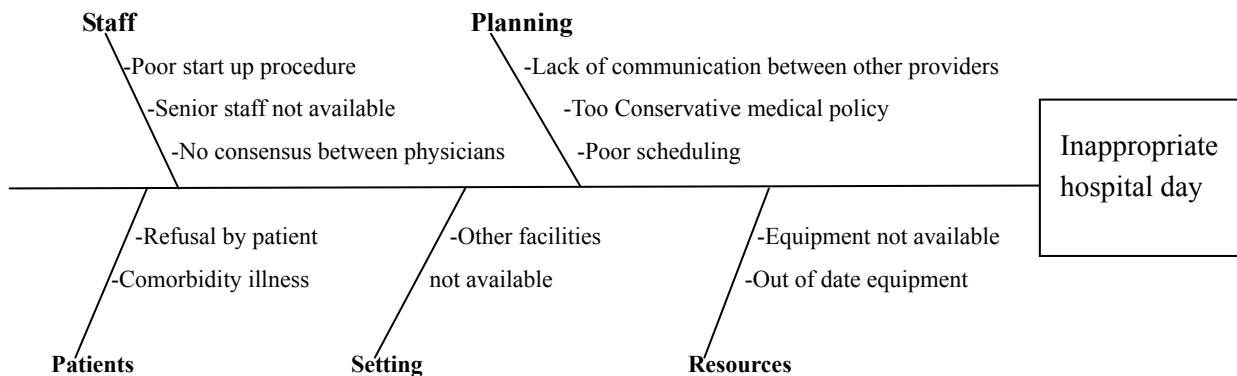 Staff
-Poor start up procedure
-Senior staff not available
-No consensus between physicians
Planning
-Lack of communication between other providers
-Too Conservative medical policy
-Poor scheduling
Inappropriate
hospital day
-Refusal by patient
-Comorbidity illness
Patients
-Other facilities
not available
Setting
-Equipment not available
-Out of date equipment
Resources